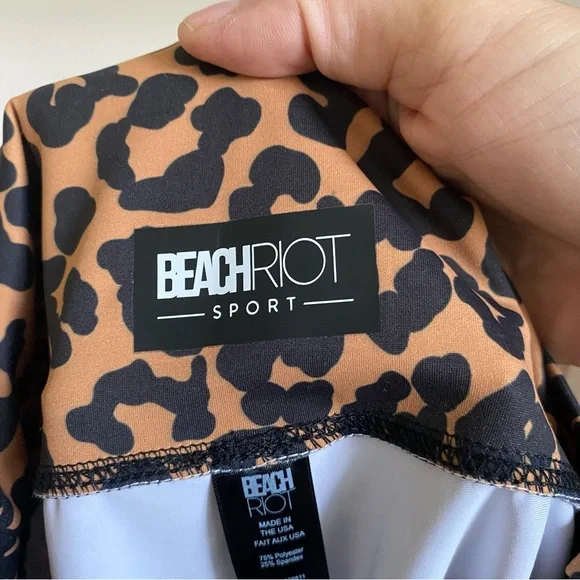 BEACHRIOT
SPORT
BEACH
RIOT
MADE IN
THE USA
FAIT AUX USA
75% Polyester
25% Spandex